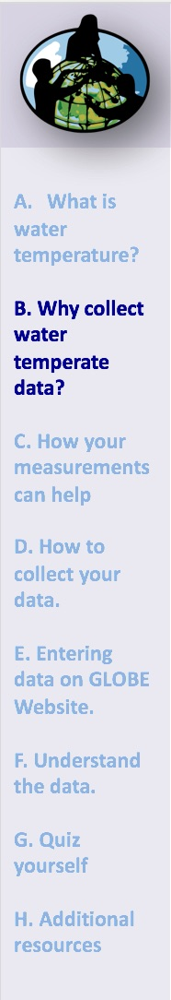 A. What is
water
temperature?
B. Why collect
water
temperate
data?
C. How your
measurements
can help
D. How to
collect your
data.
E. Entering
data on GLOBE
Website.
F. Understand
the data.
G. Quiz
yourself
H. Additional
resources